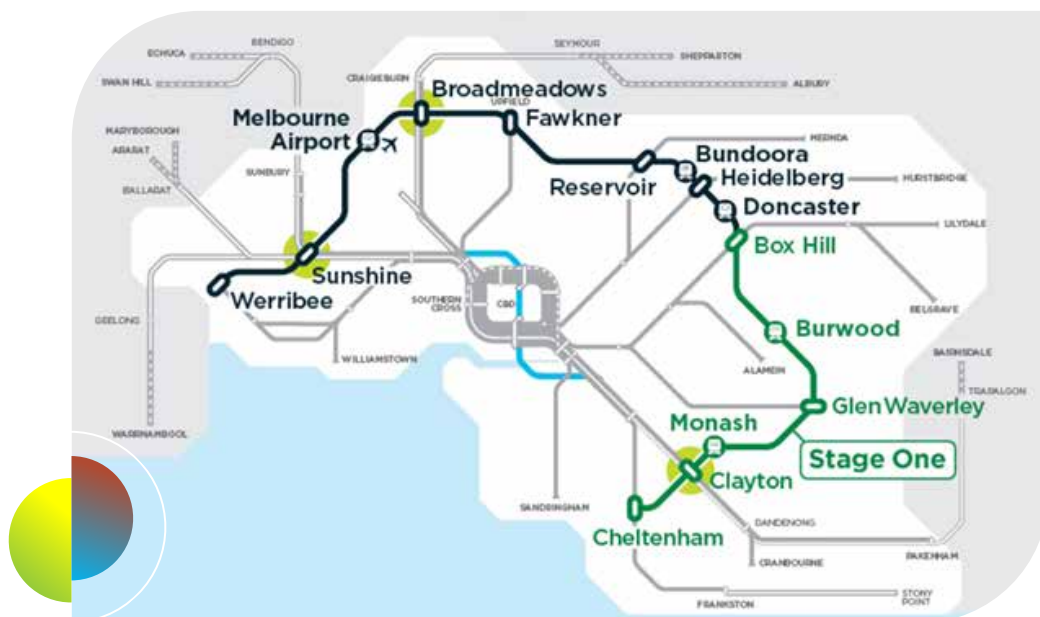 BENDIGO
ECHUCA
SEYMOUR
SHEPPARTON
SWAN HILL
CRAIGIEBURN
ALBURY
Broadmeadows
UPFIELD
Melbourne
Airport
Fawkner
MARYBOROUGH
ARARAT
MERNDA
SUNBURY
Bundoora
Reservoir
Heidelberg
HURSTBRIDGE
BALLARAT
Doncaster
LILYDALE
Box Hill
Sunshine
Werribee
SOUTHERN
CROSS
CBD
BELGRAVE
GEELONG
Burwood
WILLIAMSTOWN
ALAMEIN
BAIRNSDALE
TRARALGON
Glen Waverley
Monash
WARRNAMBOOL
Stage One
Clayton
SANDRINGHAM
Cheltenham
DANDENONG
PAKENHAM
CRANBOURNE
STONY
POINT
FRANKSTON